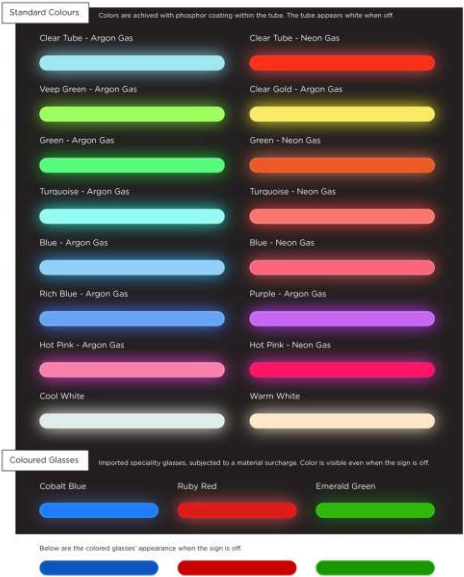 Standard Colours
Colors are achived with phosphor coating within the tube. The tube appears white when off.
Clear Tube - Argon Gas
Clear Tube - Neon Gas
Veep Green - Argon Gas
Clear Gold - Argon Gas
Green - Argon Gas
Green - Neon Gas
Turquoise - Argon Gas
Turquoise - Neon Gas
Blue - Argon Gas
Blue - Neon Gas
Rich Blue - Argon Gas
Purple - Argon Gas
Hot Pink - Argon Gas
Hot Pink - Neon Gas
Cool White
Warm White
Coloured Glasses
Imported speciality glasses, subjected to a material surcharge. Color is visible even when the sign is off.
Cobalt Blue
Ruby Red
Emerald Green
Below are the colored glasses' appearance when the sign is off.